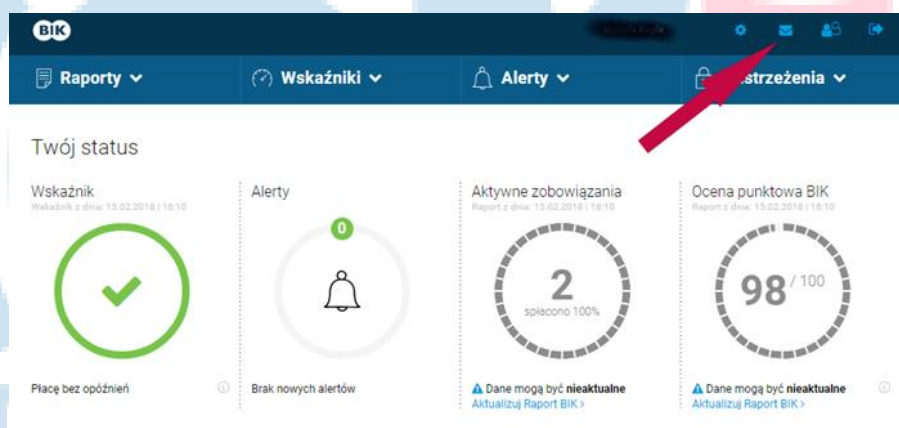 BIK
Raporty
Wskaźniki
Alerty
strzeżenia
Twój status
Wskaźnik
Wskaźnik z dnia: 15.02.2018 | 18:10
Płacę bez opóźnień
Alerty
0
Brak nowych alertów
Aktywne zobowiązania
Raport z dnia: 15.02.2018 | 18:10
2
spłacono 100%
Dane mogą być nieaktualne
Aktualizuj Raport BIK >
Ocena punktowa BIK
Raport z dnia: 15.02.2018 | 18:10
98 / 100
Dane mogą być nieaktualne
Aktualizuj Raport BIK >